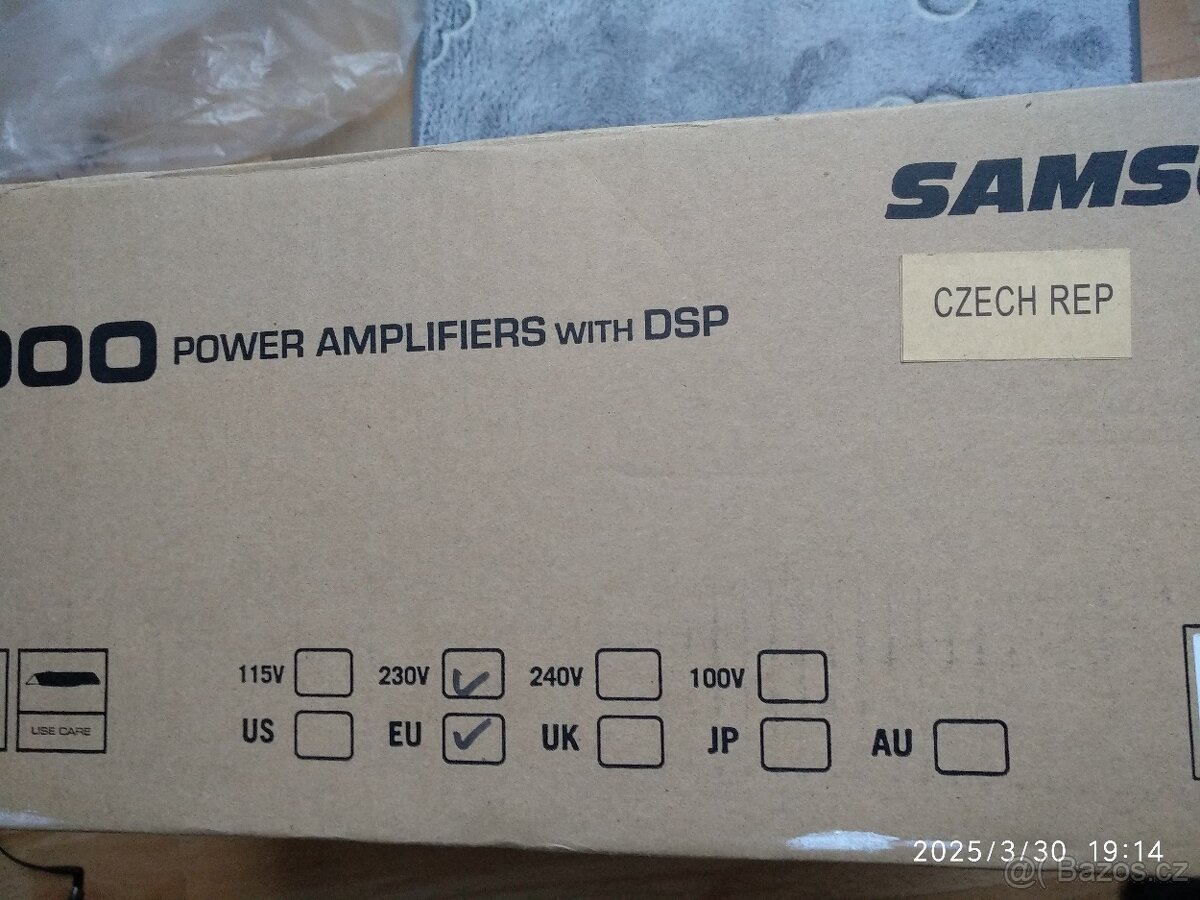 SAMS
CZECH REP
000 POWER AMPLIFIERS WITH DSP
115V 230V 240V 100V
USE CARE
US EU UK JP AU
2025/3/30 19:14
@( Bazos.cz